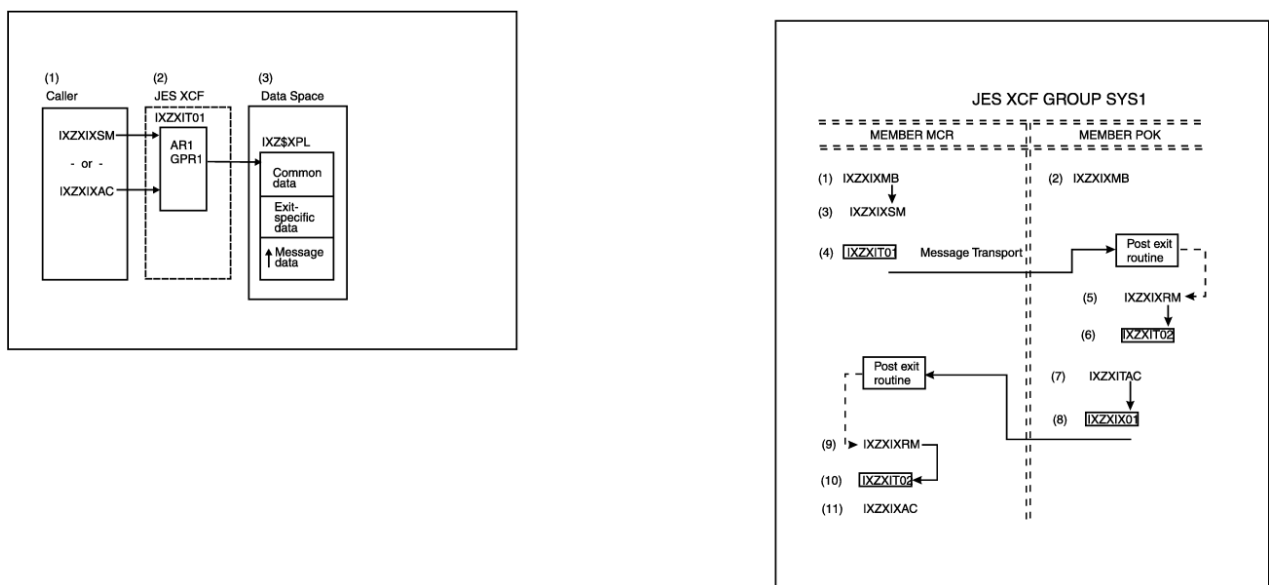 (1)
Caller
IXZXIXSM
- or -
IXZXIXAC
(2)
JES XCF
IXZXIT01
AR1
GPR1
(3)
Data Space
IXZ$XPL
Common
data
Exit-
specific
data
Message
data
JES XCF GROUP SYS1
MEMBER MCR
MEMBER POK
(1) IXZXIXMB
(2) IXZXIXMB
(3) IXZXIXSM
(4) IXZXIT01 Message Transport
Post exit
routine
(5) IXZXIXRM
(6) IXZXIT02
Post exit
routine
(7) IXZXITAC
(8) IXZXIX01
(9) IXZXIXRM
(10) IXZXIT02
(11) IXZXIXAC